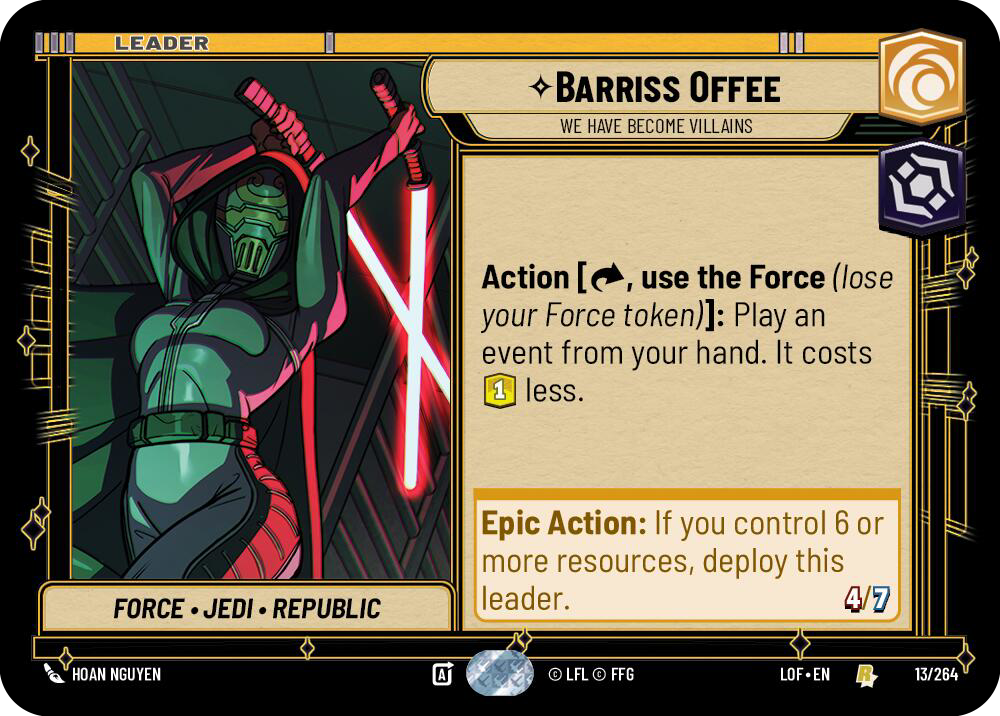 LEADER
BARRISS OFFEE
WE HAVE BECOME VILLAINS
Action [ , use the Force (lose
your Force token)]: Play an
event from your hand. It costs
1 less.
Epic Action: If you control 6 or
more resources, deploy this
leader.
4/7
FORCE • JEDI • REPUBLIC
HOAN NGUYEN
A
© LFL © FFG
LOF • EN
R
13/264